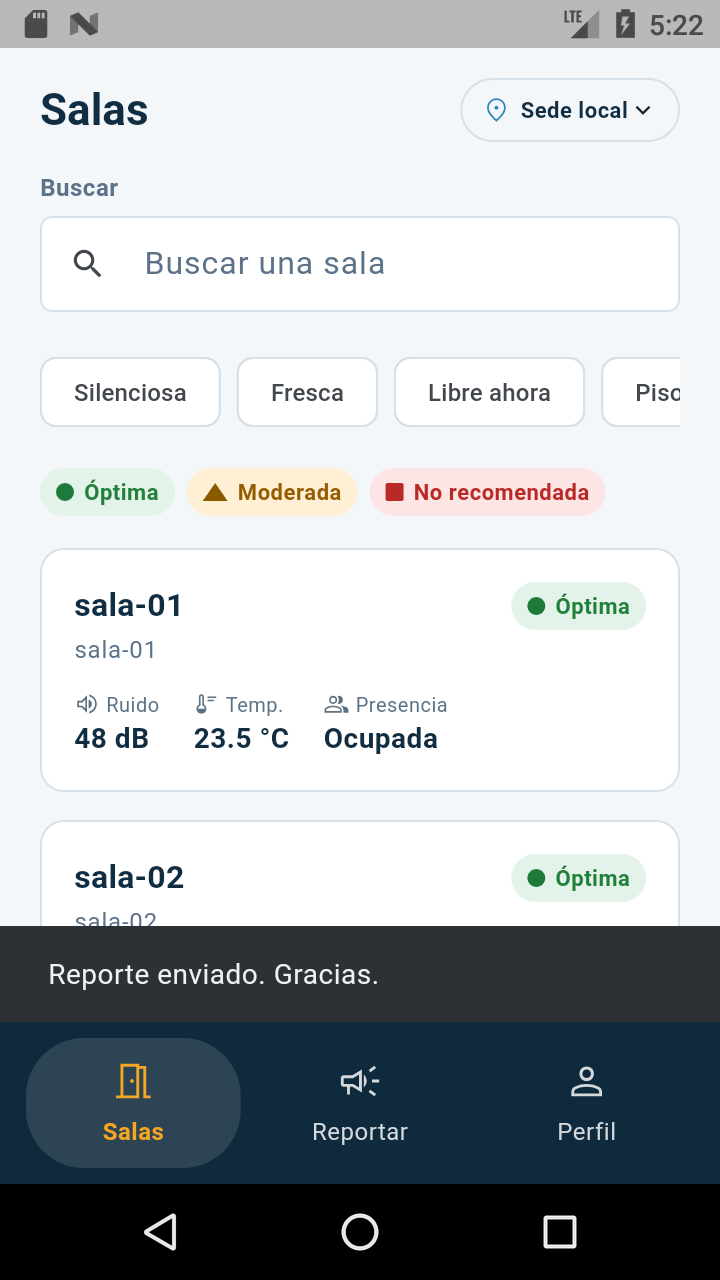 LTE 5:22
Salas
Sede local
Buscar
Buscar una sala
Silenciosa Fresca Libre ahora Piso
Óptima Moderada No recomendada
sala-01 Óptima
sala-01
Ruido Temp. Presencia
48 dB 23.5 °C Ocupada
sala-02 Óptima
sala-02
Reporte enviado. Gracias.
Salas Reportar Perfil